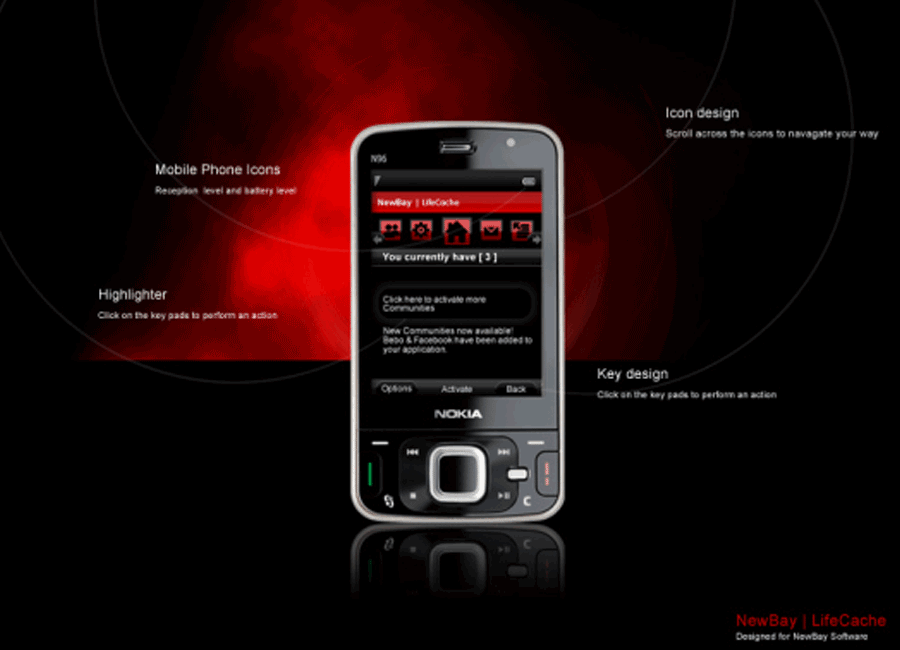 Icon design
Scroll across the icons to navagate your way
Mobile Phone Icons
Reception level and battery level
Highlighter
Click on the key pads to perform an action
N96
NewBay | LifeCache
You currently have [ 3 ]
Click here to activate more
Communities
New Communities now available!
Bebo & Facebook have been added to
your application.
Options Activate Back
NOKIA
C
Key design
Click on the key pads to perform an action
NewBay | LifeCache
Designed for NewBay Software